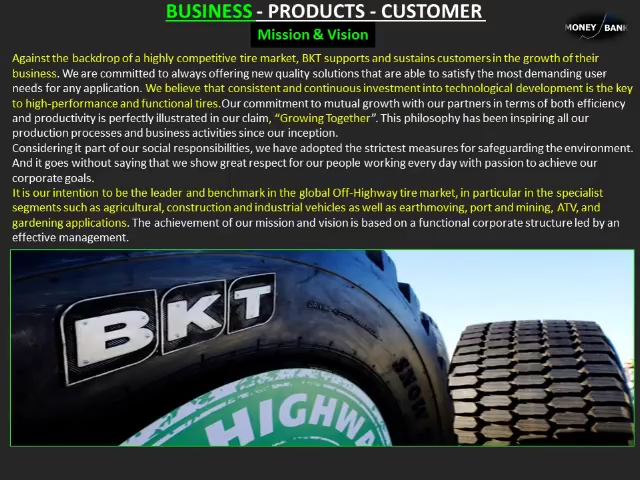 BUSINESS - PRODUCTS - CUSTOMER
Mission & Vision
MONEY BANK
Against the backdrop of a highly competitive tire market, BKT supports and sustains customers in the growth of their
business. We are committed to always offering new quality solutions that are able to satisfy the most demanding user
needs for any application. We believe that consistent and continuous investment into technological development is the key
to high-performance and functional tires.Our commitment to mutual growth with our partners in terms of both efficiency
and productivity is perfectly illustrated in our claim, “Growing Together”. This philosophy has been inspiring all our
production processes and business activities since our inception.
Considering it part of our social responsibilities, we have adopted the strictest measures for safeguarding the environment.
And it goes without saying that we show great respect for our people working every day with passion to achieve our
corporate goals.
It is our intention to be the leader and benchmark in the global Off-Highway tire market, in particular in the specialist
segments such as agricultural, construction and industrial vehicles as well as earthmoving, port and mining, ATV, and
gardening applications. The achievement of our mission and vision is based on a functional corporate structure led by an
effective management.
BKT
HIGHWA